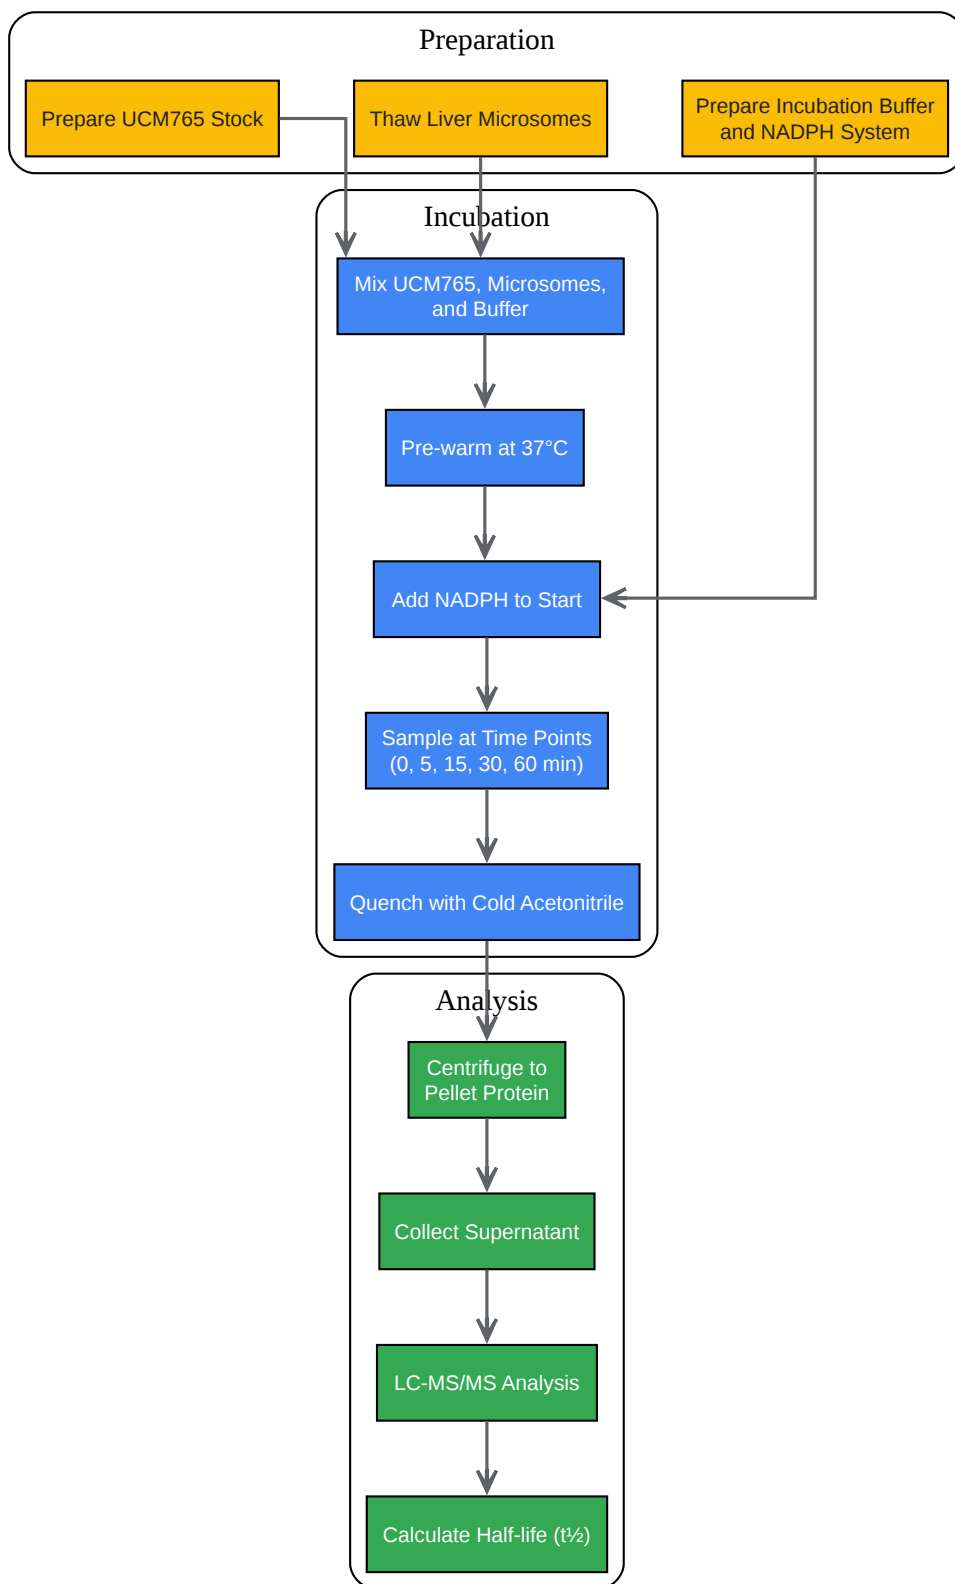 Preparation
Prepare UCM765 Stock
Thaw Liver Microsomes
Prepare Incubation Buffer
and NADPH System
Incubation
Mix UCM765, Microsomes,
and Buffer
Pre-warm at 37°C
Add NADPH to Start
Sample at Time Points
(0, 5, 15, 30, 60 min)
Quench with Cold Acetonitrile
Analysis
Centrifuge to
Pellet Protein
Collect Supernatant
LC-MS/MS Analysis
Calculate Half-life (t½)